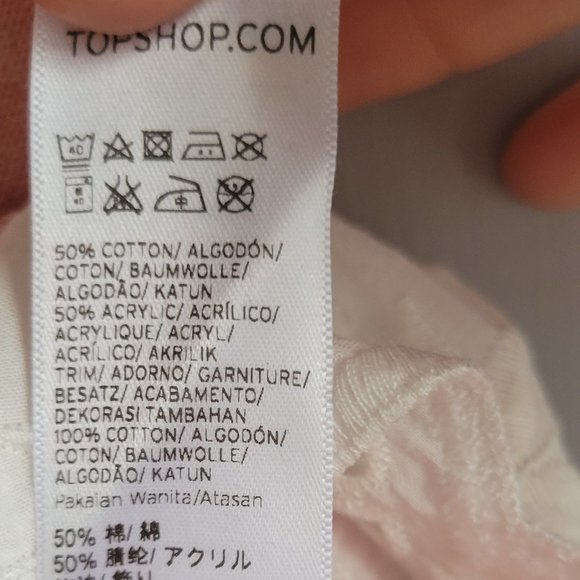 TOPSHOP.COM
40
40 中
50% COTTON/ ALGODÓN/
COTON/ BAUMWOLLE/
ALGODÃO/ KATUN
50% ACRYLIC/ ACRÍLICO/
ACRYLIQUE/ ACRYL/
ACRÍLICO/ AKRILIK
TRIM/ ADORNO/ GARNITURE/
BESATZ/ ACABAMENTO/
DEKORASI TAMBAHAN
100% COTTON/ ALGODÓN/
COTON/ BAUMWOLLE/
ALGODÃO/ KATUN
Pakaian Wanita/Atasan
50% 棉/ 綿
50% 腈纶/ アクリル